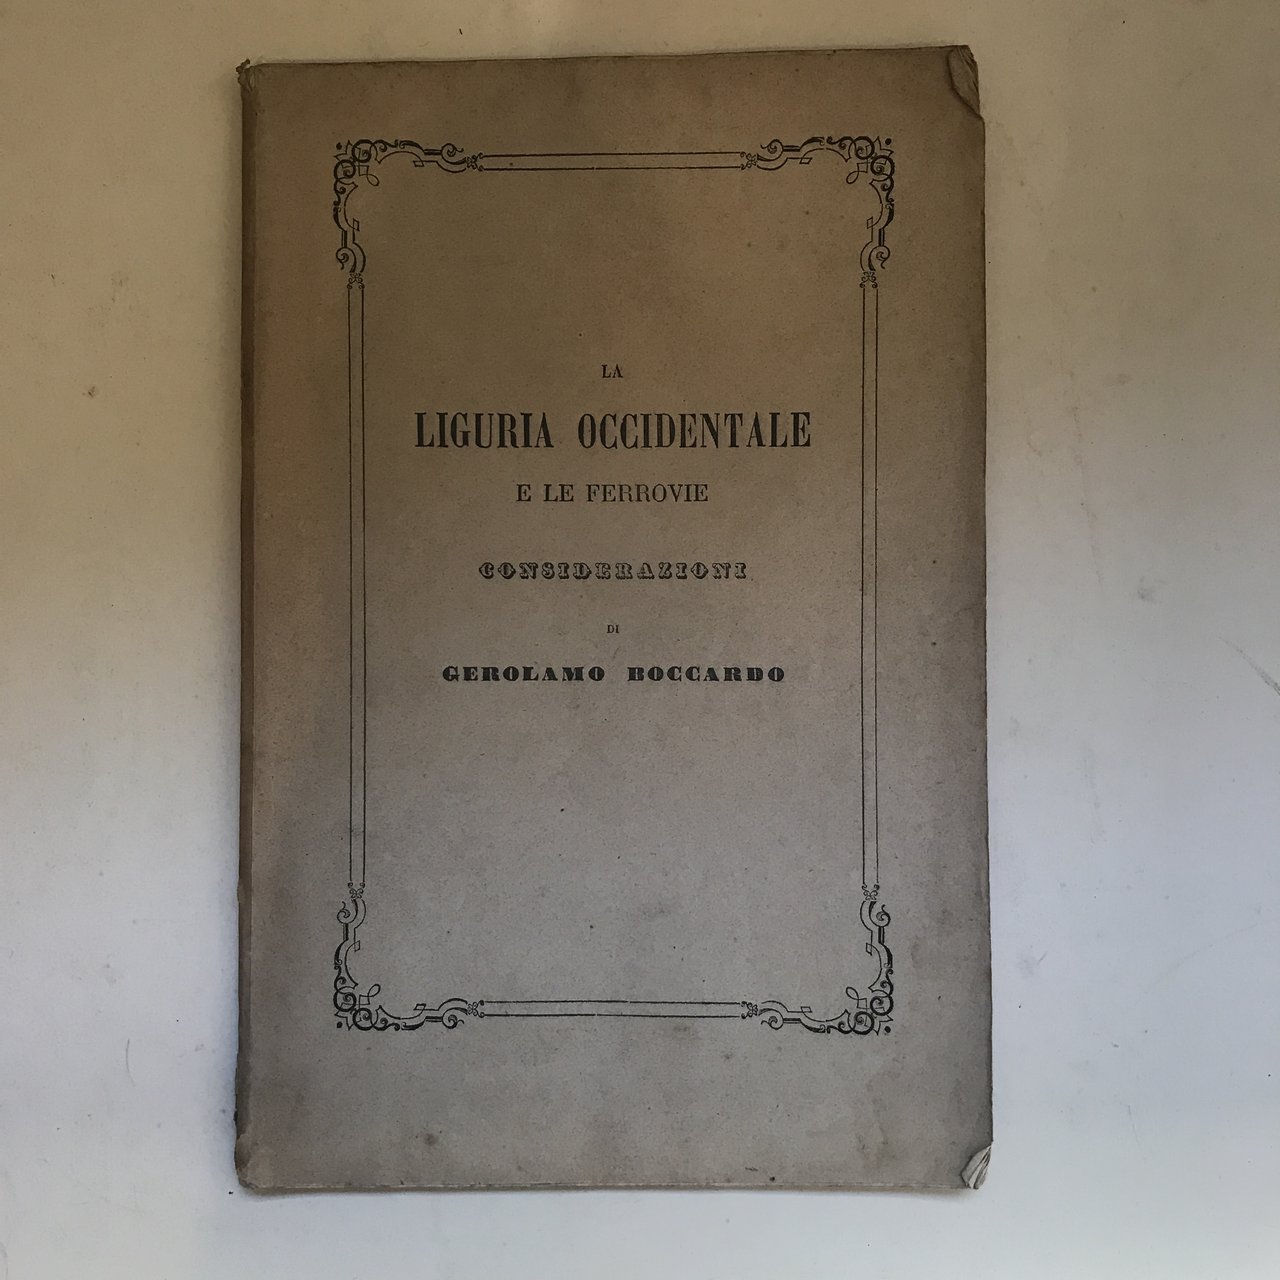 LA
LIGURIA OCCIDENTALE
E LE FERROVIE
CONSIDERAZIONI
DI
GEROLAMO BOCCARDO